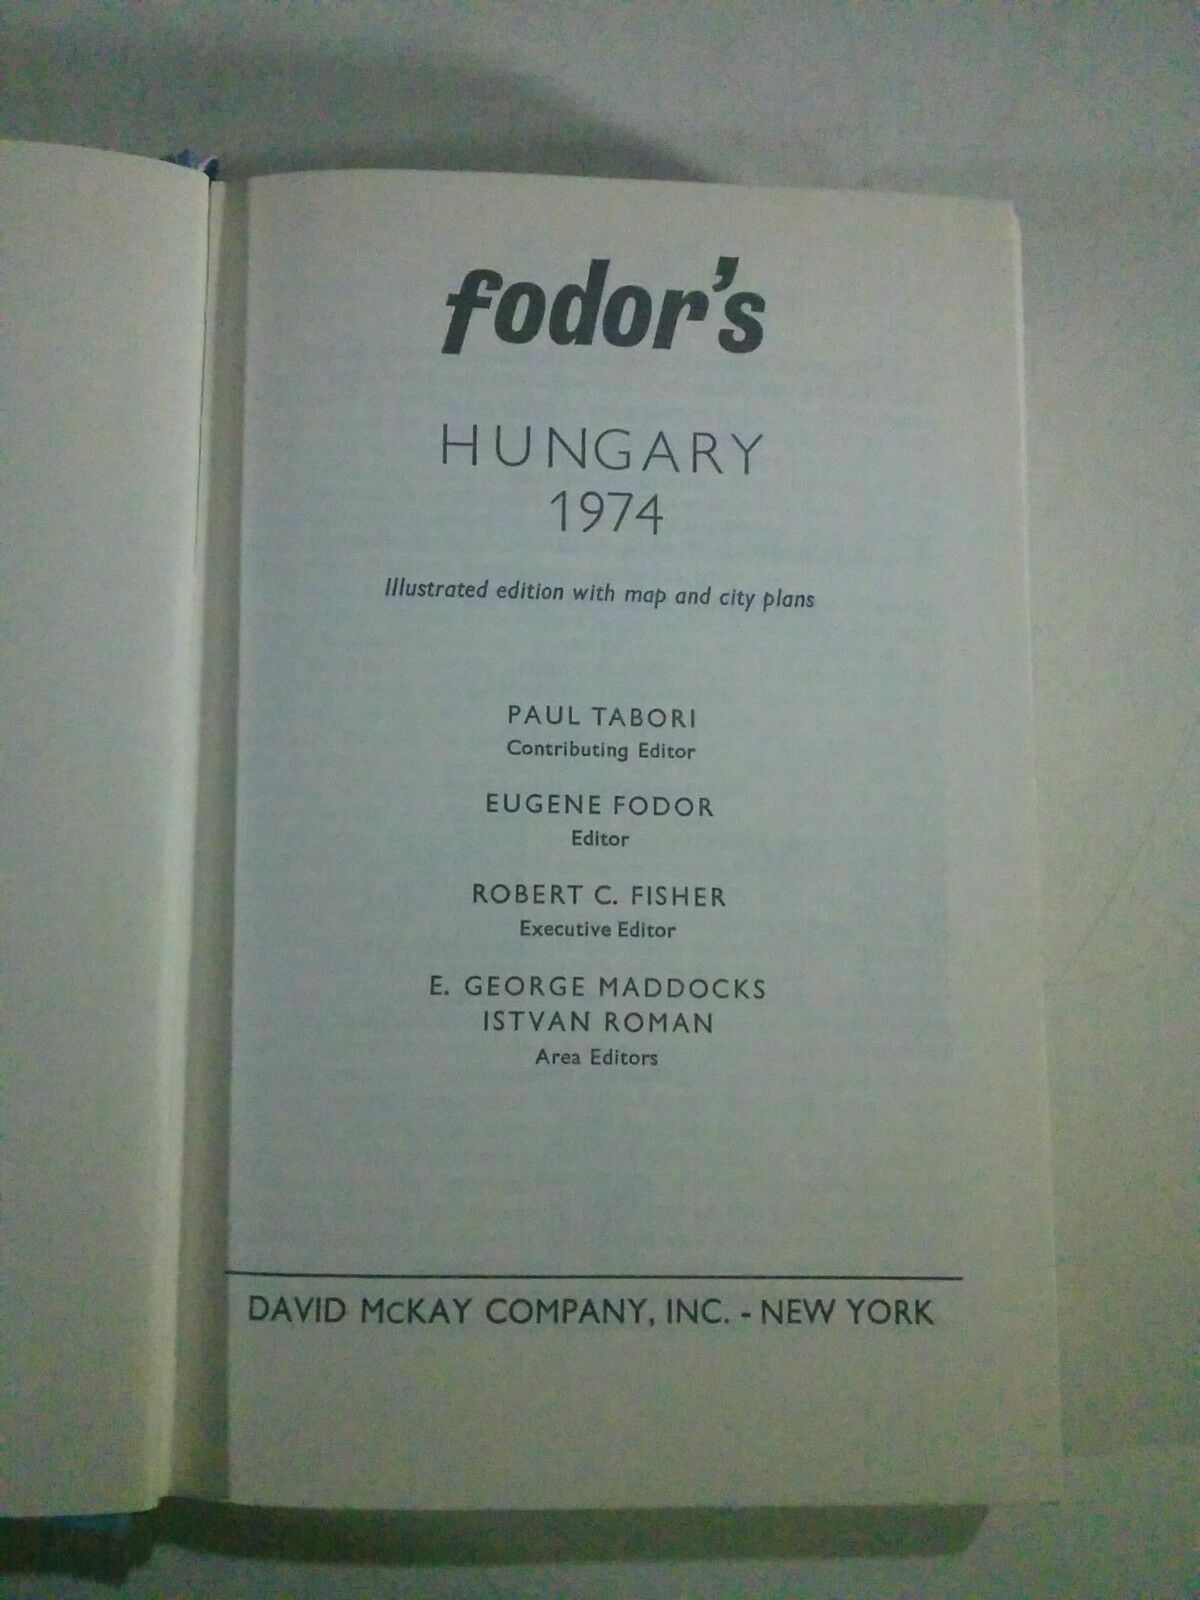 fodor's
HUNGARY
1974
Illustrated edition with map and city plans
PAUL TABORI
Contributing Editor
EUGENE FODOR
Editor
ROBERT C. FISHER
Executive Editor
E. GEORGE MADDOCKS
ISTVAN ROMAN
Area Editors
DAVID McKAY COMPANY, INC. - NEW YORK